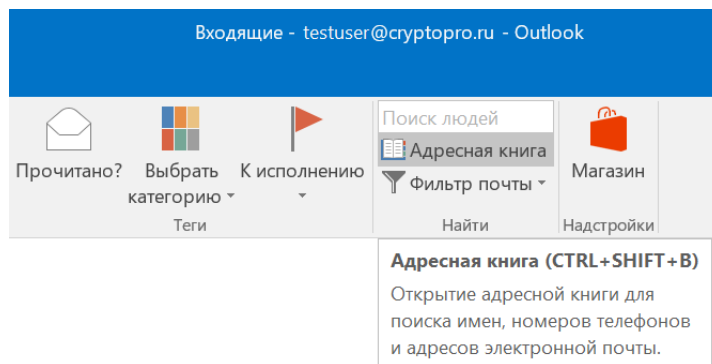 Входящие - testuser@cryptopro.ru - Outlook
Поиск людей
Адресная книга
Фильтр почты
Прочитано?
Выбрать
категорию
К исполнению
Магазин
Теги
Найти
Надстройки
Адресная книга (CTRL+SHIFT+B)
Открытие адресной книги для
поиска имен, номеров телефонов
и адресов электронной почты.